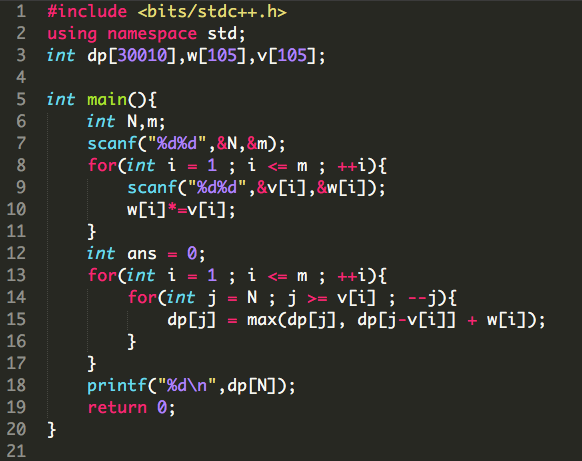 1 #include <bits/stdc++.h>
2 using namespace std;
3 int dp[30010],w[105],v[105];
4
5 int main(){
6     int N,m;
7     scanf("%d%d",&N,&m);
8     for(int i = 1 ; i <= m ; ++i){
9         scanf("%d%d",&v[i],&w[i]);
10         w[i]*=v[i];
11     }
12     int ans = 0;
13     for(int i = 1 ; i <= m ; ++i){
14         for(int j = N ; j >= v[i] ; --j){
15             dp[j] = max(dp[j], dp[j-v[i]] + w[i]);
16         }
17     }
18     printf("%d\n",dp[N]);
19     return 0;
20 }
21